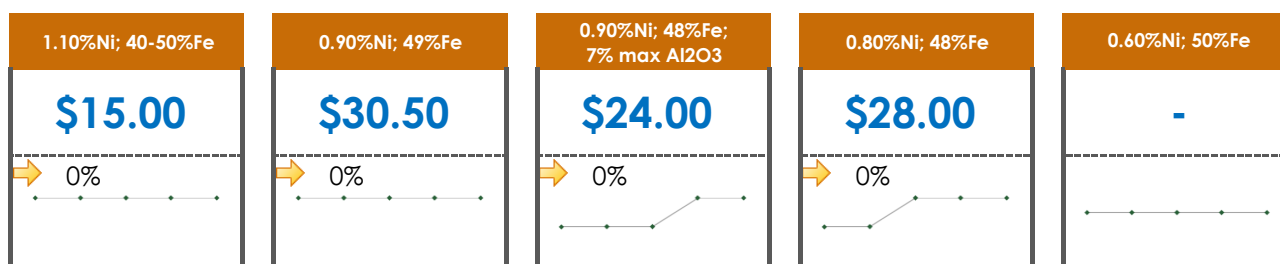 1.10%Ni; 40-50%Fe
$15.00
0%
0.90%Ni; 49%Fe
$30.50
0%
0.90%Ni; 48%Fe;
7% max Al2O3
$24.00
0%
0.80%Ni; 48%Fe
$28.00
0%
0.60%Ni; 50%Fe
-